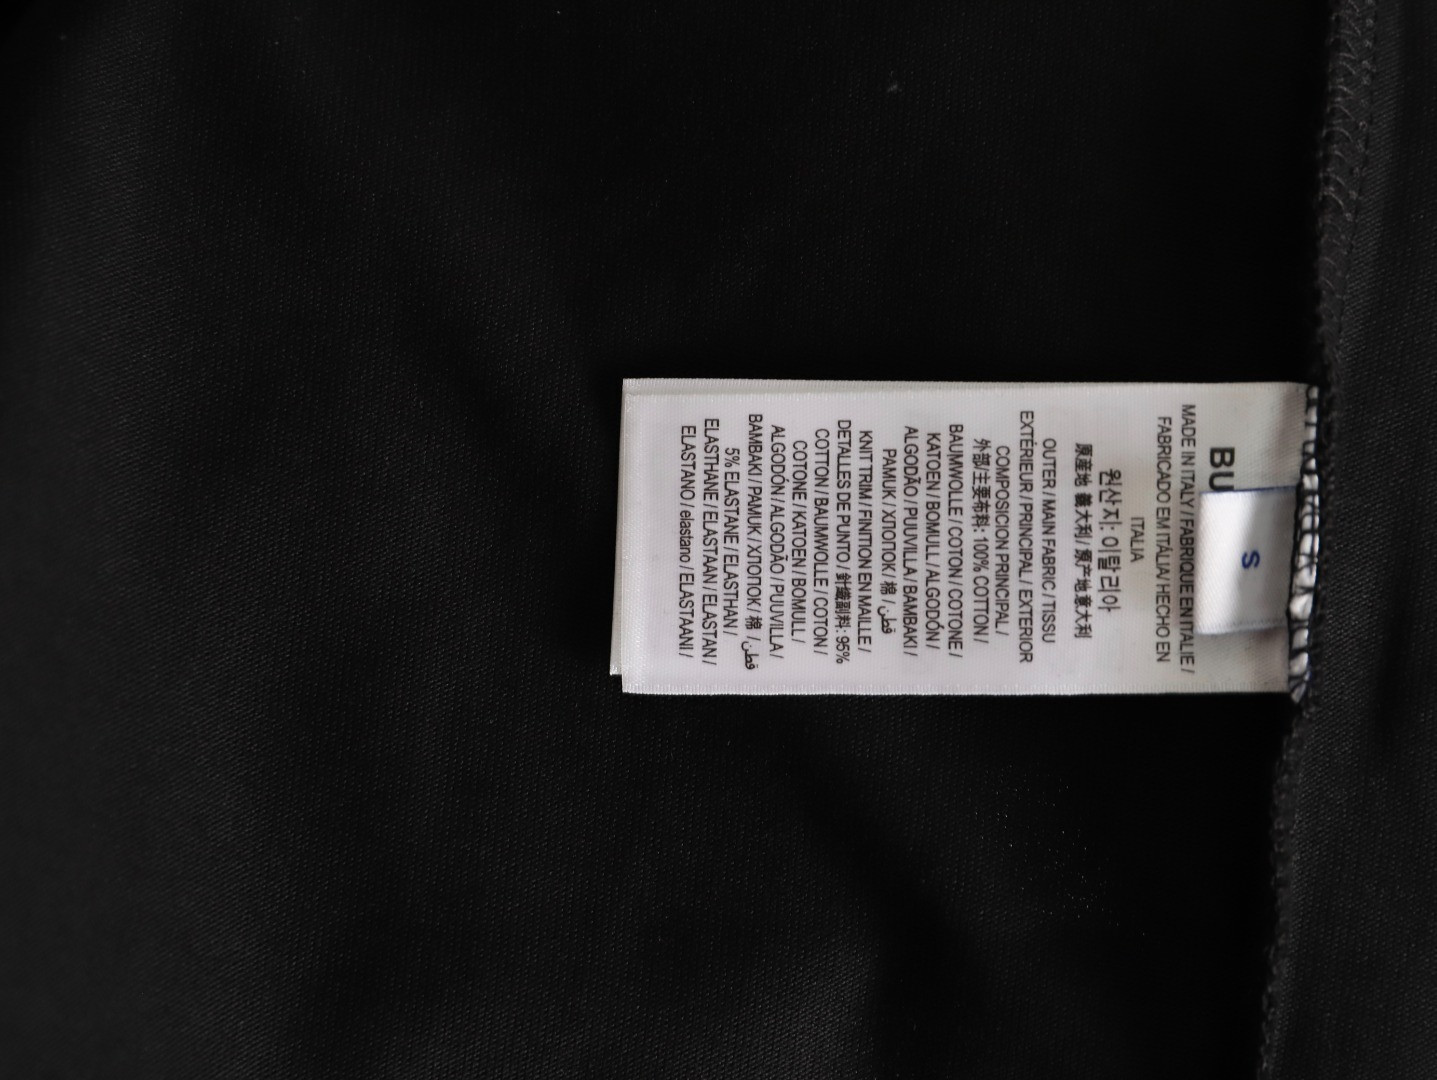 BU
S
MADE IN ITALY / FABRIQUE EN ITALIE /
FABRICADO EM ITÁLIA/ HECHO EN
ITALIA
원산지: 이탈리아
原産地 義大利 / 原产地意大利
OUTER / MAIN FABRIC / TISSU
EXTÉRIEUR / PRINCIPAL / EXTERIOR
COMPOSICION PRINCIPAL /
外部/主要布料: 100% COTTON /
BAUMWOLLE / COTON / COTONE /
KATOEN / BOMULL / ALGODÓN /
ALGODÃO / PUUVILLA / BAMBAKI /
PAMUK / ХЛОПОК / 棉 / قطن
KNIT TRIM / FINITION EN MAILLE /
DETALLES DE PUNTO / 針織副料: 95%
COTTON / BAUMWOLLE / COTON /
COTONE / KATOEN / BOMULL /
ALGODÓN / ALGODÃO / PUUVILLA /
BAMBAKI / PAMUK / ХЛОПОК / 棉 / قطن
5% ELASTANE / ELASTHAN /
ELASTHANE / ELASTAAN / ELASTAN /
ELASTANO / elastano / ELASTAANI /